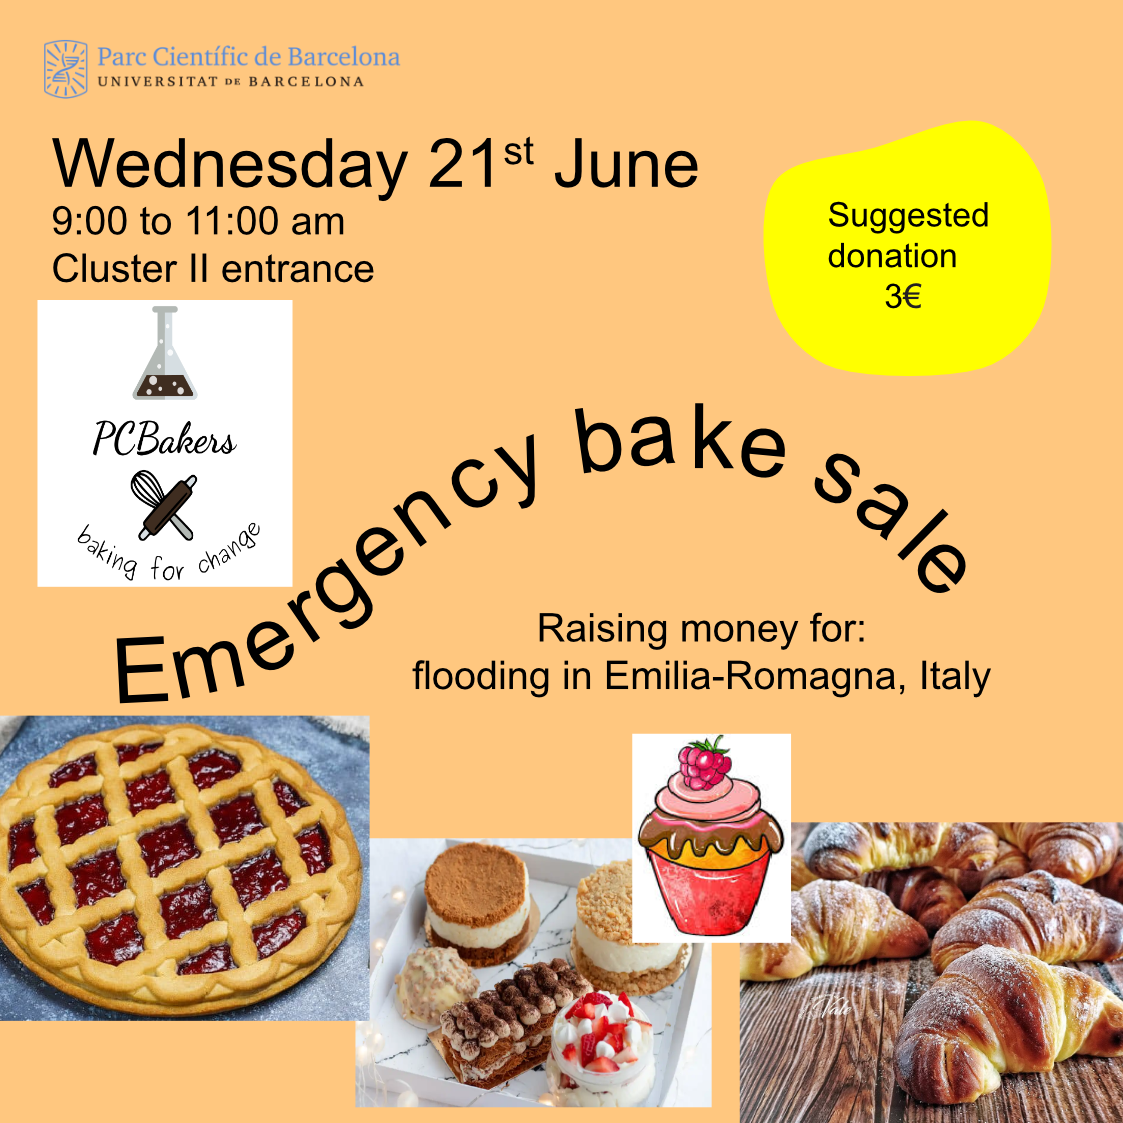 Parc Científic de Barcelona
UNIVERSITAT DE BARCELONA
Wednesday 21st June
9:00 to 11:00 am
Cluster II entrance
Suggested
donation
3€
PCBakers
baking for change
Emergency bake sale
Raising money for:
flooding in Emilia-Romagna, Italy
Vale